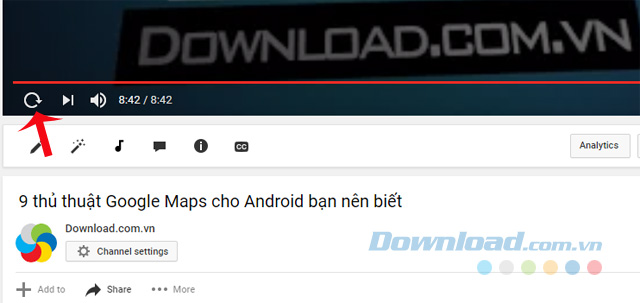 DOWNLOAD.COM.VN
8:42 / 8:42
CC
Analytics
9 thủ thuật Google Maps cho Android bạn nên biết
Download.com.vn
Channel settings
Download.com.vn
Add to Share More